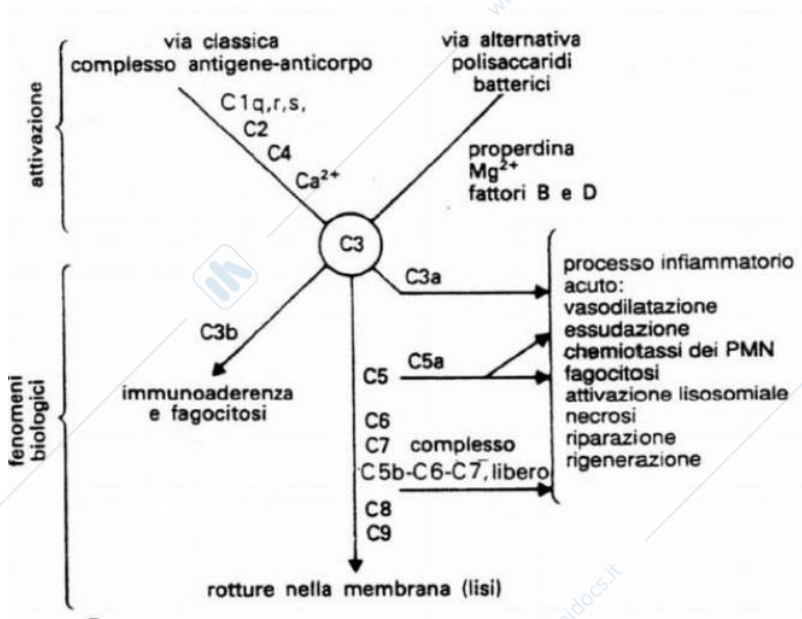 via classica
complesso antigene-anticorpo
via alternativa
polisaccaridi
batterici
attivazione
C1q,r,s,
C2
C4
Ca²⁺
properdina
Mg²⁺
fattori B e D
C3
C3a
processo infiammatorio
acuto:
vasodilatazione
essudazione
chemiotassi dei PMN
fagocitosi
attivazione lisosomiale
necrosi
riparazione
rigenerazione
C3b
immunoaderenza
e fagocitosi
fenomeni
biologici
C5
C5a
C6
C7
complesso
C5b-C6-C7, libero
C8
C9
rotture nella membrana (lisi)